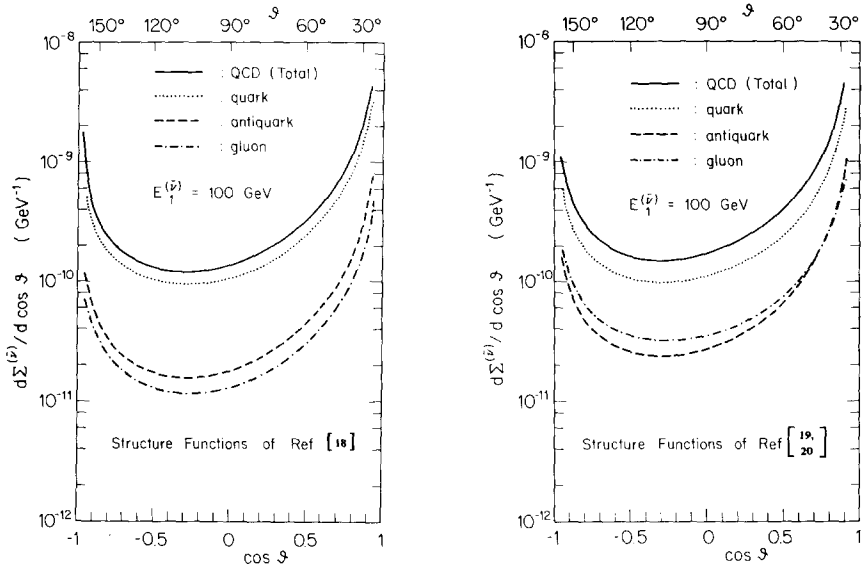 ϑ
150° 120° 90° 60° 30°
10⁻⁸
: QCD (Total)
: quark
: antiquark
: gluon
E₁^(ν̄) = 100 GeV
10⁻⁹
10⁻¹⁰
10⁻¹¹
10⁻¹²
dΣ^(ν̄)/d cos ϑ (GeV⁻¹)
Structure Functions of Ref [18]
-1 -0.5 0 0.5 1
cos ϑ
ϑ
150° 120° 90° 60° 30°
10⁻⁸
: QCD (Total)
: quark
: antiquark
: gluon
E₁^(ν̄) = 100 GeV
10⁻⁹
10⁻¹⁰
10⁻¹¹
10⁻¹²
dΣ^(ν̄)/d cos ϑ (GeV⁻¹)
Structure Functions of Ref [19, 20]
-1 -0.5 0 0.5 1
cos ϑ